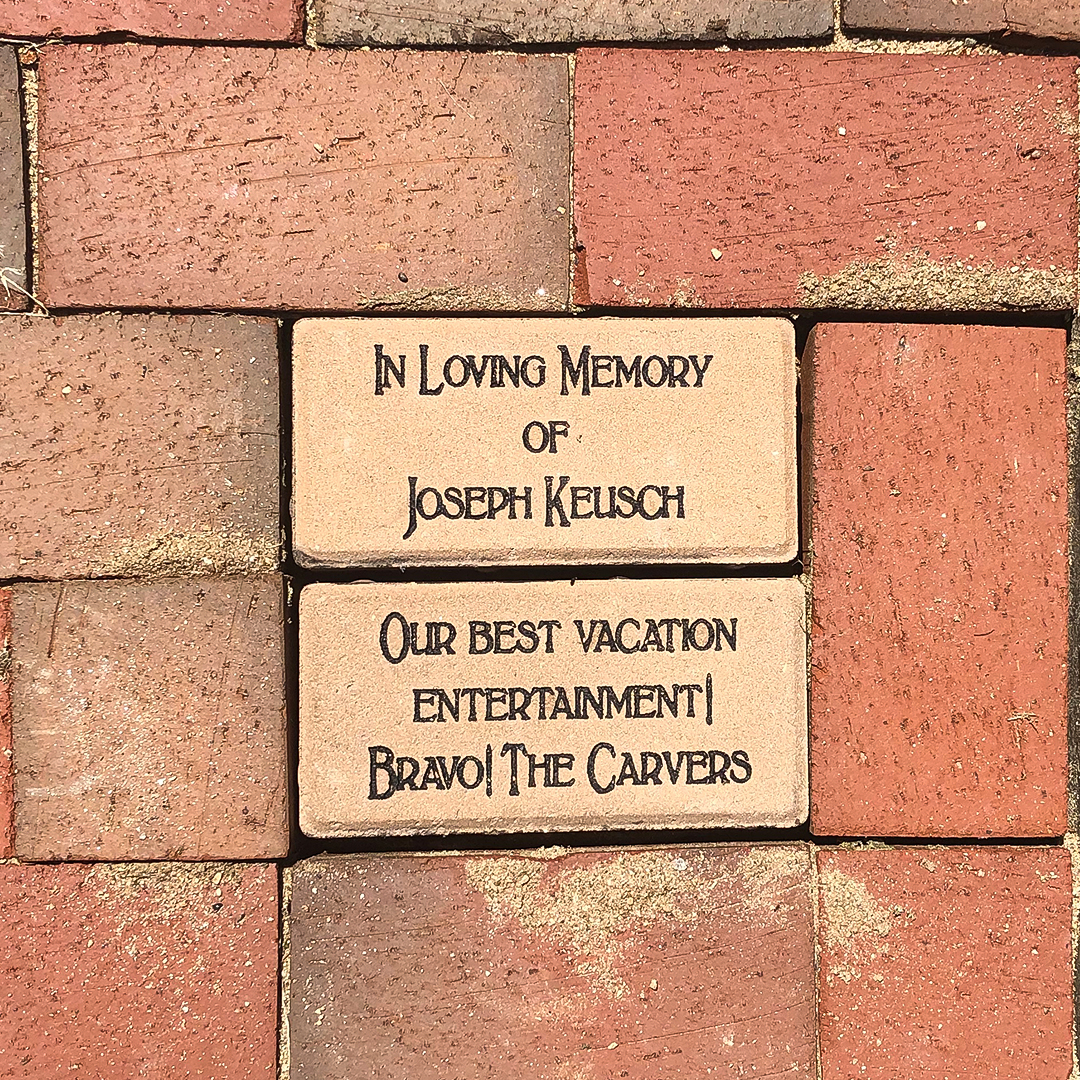 In Loving Memory
of
Joseph Keusch
Our best vacation
entertainment!
Bravo! The Carvers